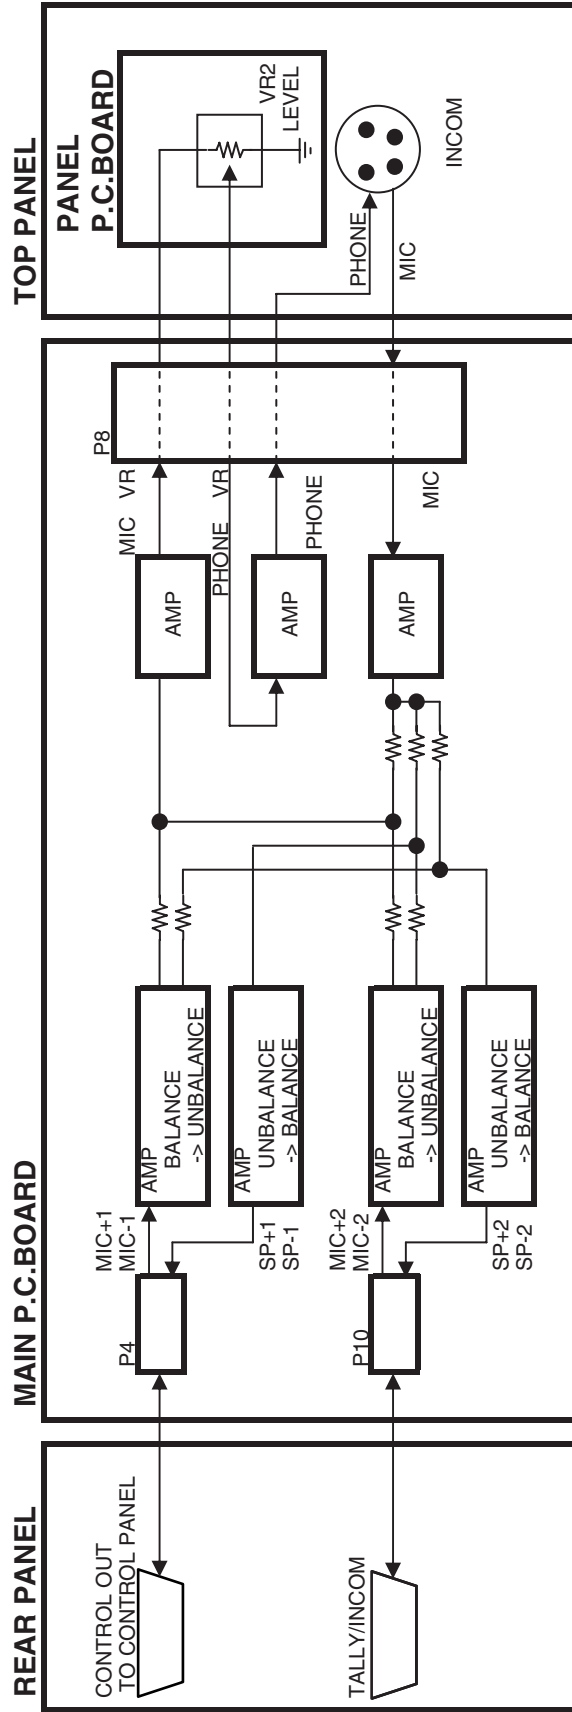 REAR PANEL
CONTROL OUT
TO CONTROL PANEL
TALLY/INCOM
MAIN P.C.BOARD
P4
MIC+1
MIC-1
AMP
BALANCE
-> UNBALANCE
SP+1
SP-1
AMP
UNBALANCE
-> BALANCE
P10
MIC+2
MIC-2
AMP
BALANCE
-> UNBALANCE
SP+2
SP-2
AMP
UNBALANCE
-> BALANCE
AMP
MIC VR
PHONE VR
AMP
PHONE
AMP
MIC
P8
TOP PANEL
PANEL
P.C.BOARD
VR2
LEVEL
PHONE
MIC
INCOM